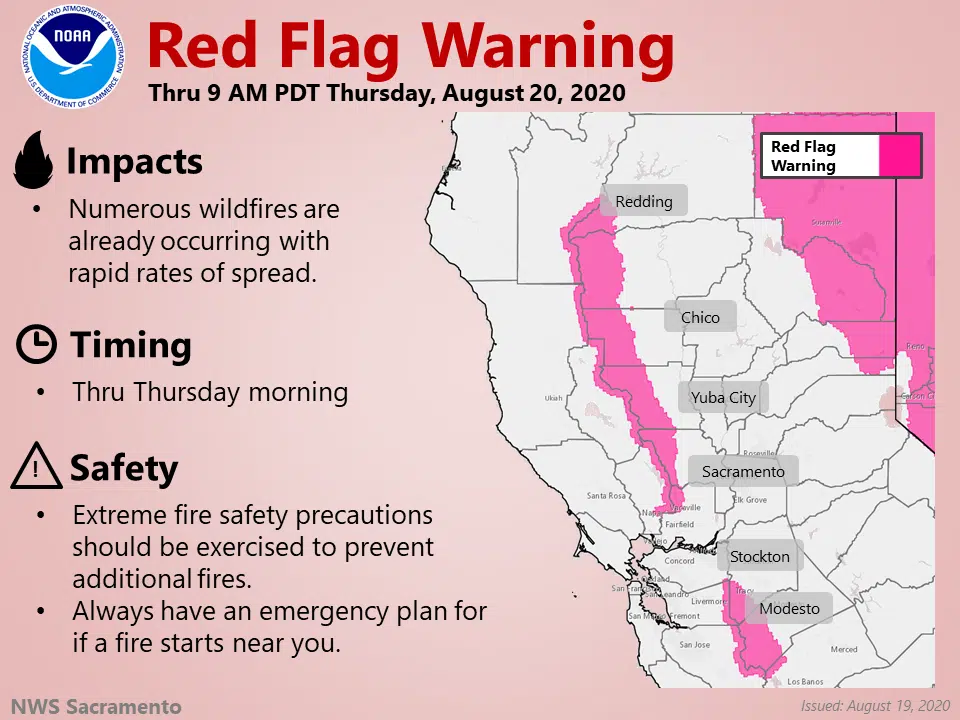 NATIONAL OCEANIC AND ATMOSPHERIC ADMINISTRATION
NOAA
U.S. DEPARTMENT OF COMMERCE
Red Flag Warning
Thru 9 AM PDT Thursday, August 20, 2020
Impacts
• Numerous wildfires are
already occurring with
rapid rates of spread.
Timing
• Thru Thursday morning
! Safety
• Extreme fire safety precautions
should be exercised to prevent
additional fires.
• Always have an emergency plan for
if a fire starts near you.
Red Flag
Warning
Redding
Susanville
Chico
Reno
Yuba City
Ukiah
Carson C
Roseville
Sacramento
Santa Rosa
Elk Grove
Napa
Vacaville
Fairfield
Vallejo
Stockton
Concord
Oakland
San Francisco
San Leandro
Tracy
Livermore
Modesto
San Mateo
Fremont
San Jose
Merced
Los Banos
NWS Sacramento
Issued: August 19, 2020